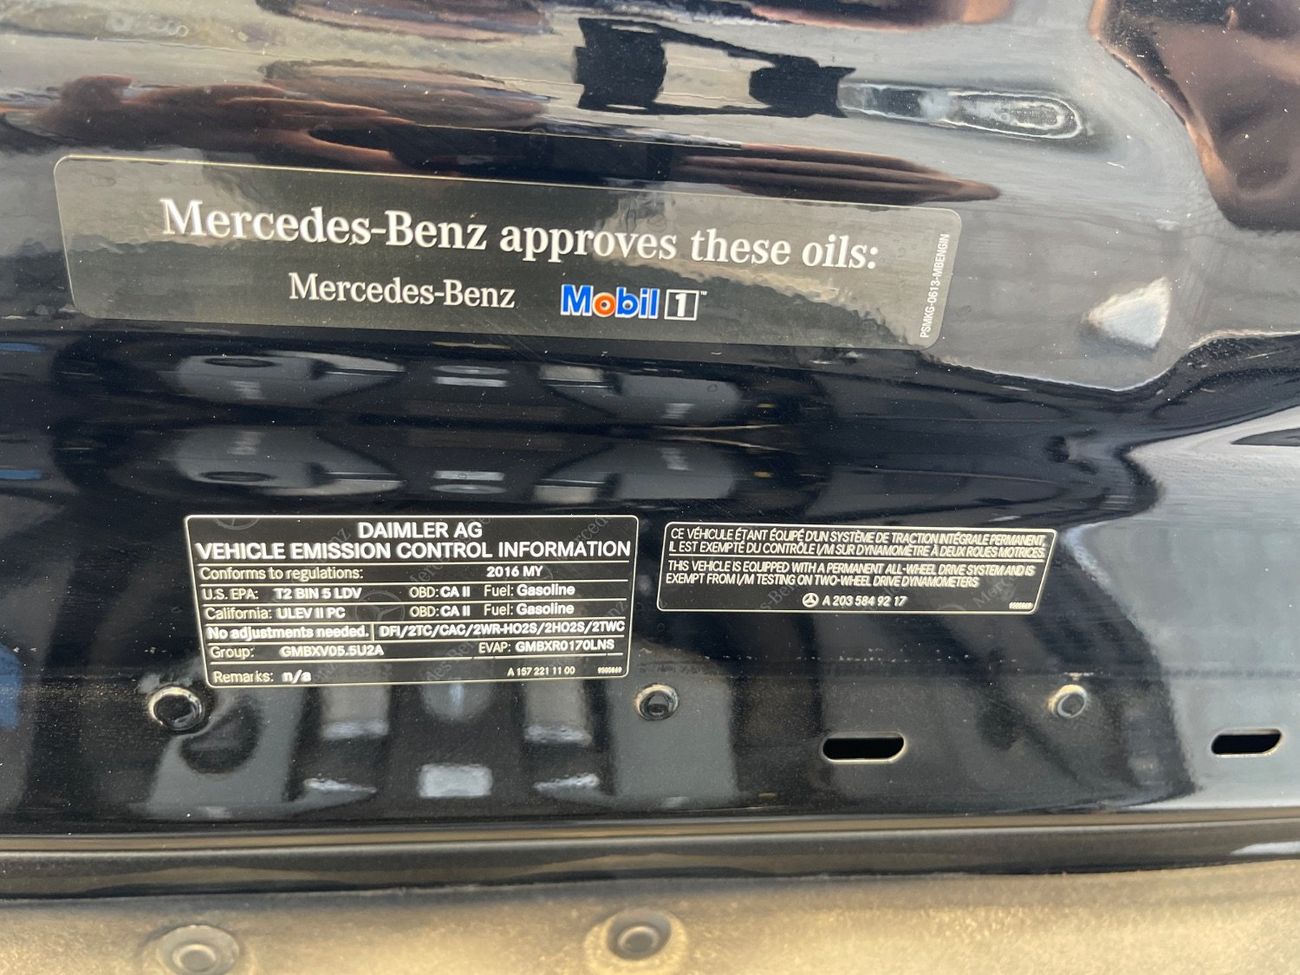 Mercedes-Benz approves these oils:
Mercedes-Benz Mobil 1™
PSMKG-0613-MBENGIN
DAIMLER AG
VEHICLE EMISSION CONTROL INFORMATION
Conforms to regulations: 2016 MY
U.S. EPA: T2 BIN 5 LDV OBD: CA II Fuel: Gasoline
California: ULEV II PC OBD: CA II Fuel: Gasoline
No adjustments needed. DFI/2TC/CAC/2WR-HO2S/2HO2S/2TWC
Group: GMBXV05.5U2A EVAP: GMBXR0170LNS
Remarks: n/a A 157 221 11 00
CE VÉHICULE ÉTANT ÉQUIPÉ D'UN SYSTÈME DE TRACTION INTÉGRALE PERMANENT,
IL EST EXEMPTÉ DU CONTRÔLE I/M SUR DYNAMOMÈTRE À DEUX ROUES MOTRICES.
THIS VEHICLE IS EQUIPPED WITH A PERMANENT ALL-WHEEL DRIVE SYSTEM AND IS
EXEMPT FROM I/M TESTING ON TWO-WHEEL DRIVE DYNAMOMETERS
A 203 584 92 17